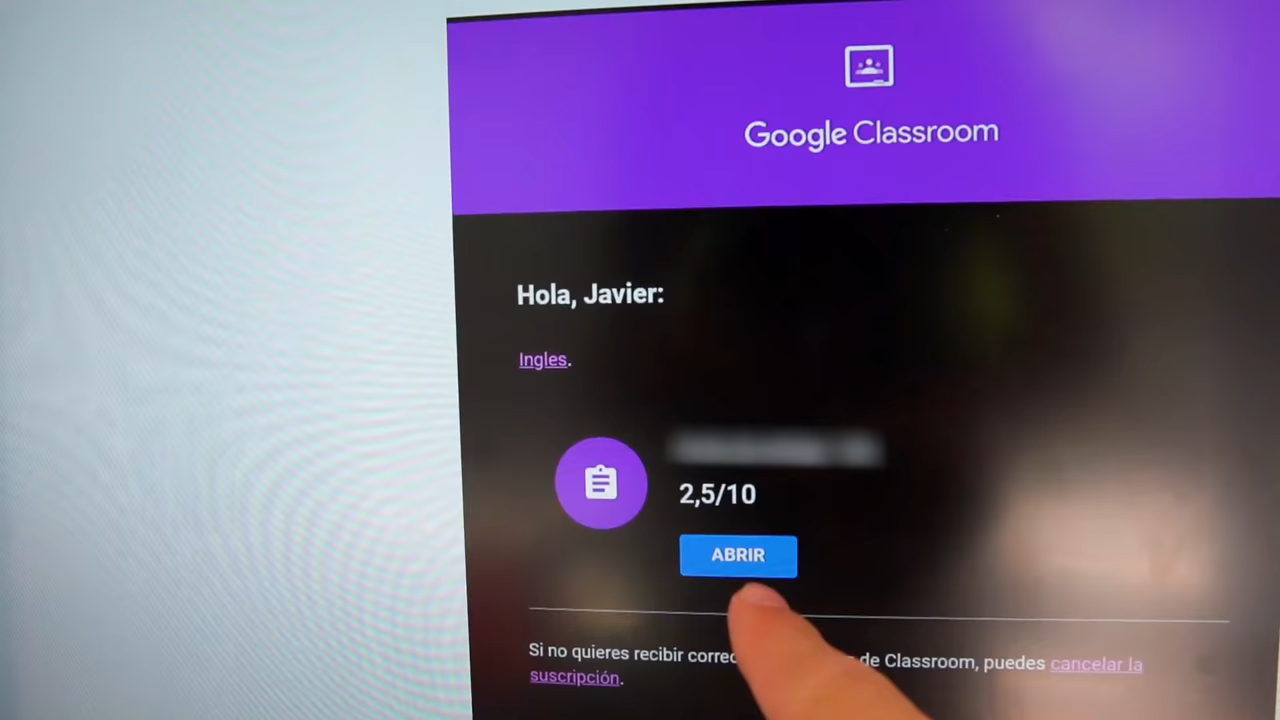 Google Classroom
Hola, Javier:
Ingles.
2,5/10
ABRIR
Si no quieres recibir de Classroom, puedes cancelar la
suscripción.